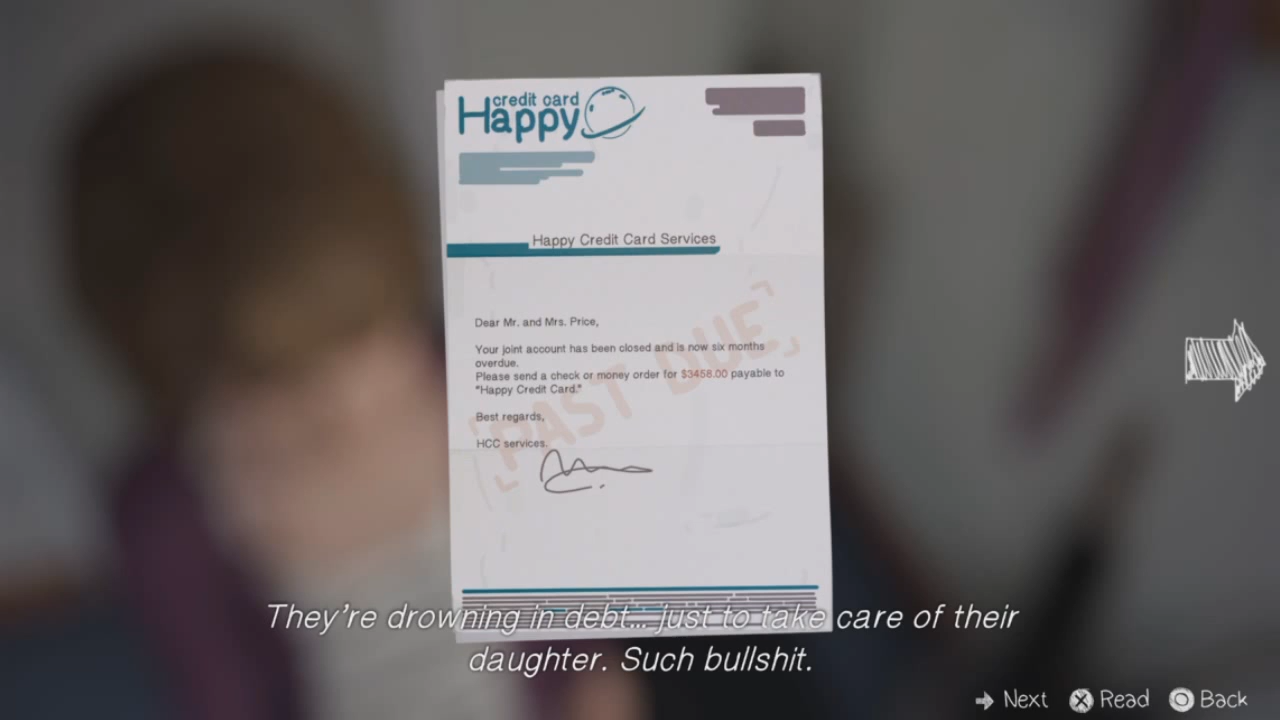 credit card
Happy
Happy Credit Card Services
Dear Mr. and Mrs. Price,
Your joint account has been closed and is now six months
overdue.
Please send a check or money order for $3458.00 payable to
"Happy Credit Card."
PAST DUE
Best regards,
HCC services.
They're drowning in debt... just to take care of their
daughter. Such bullshit.
Next Read Back